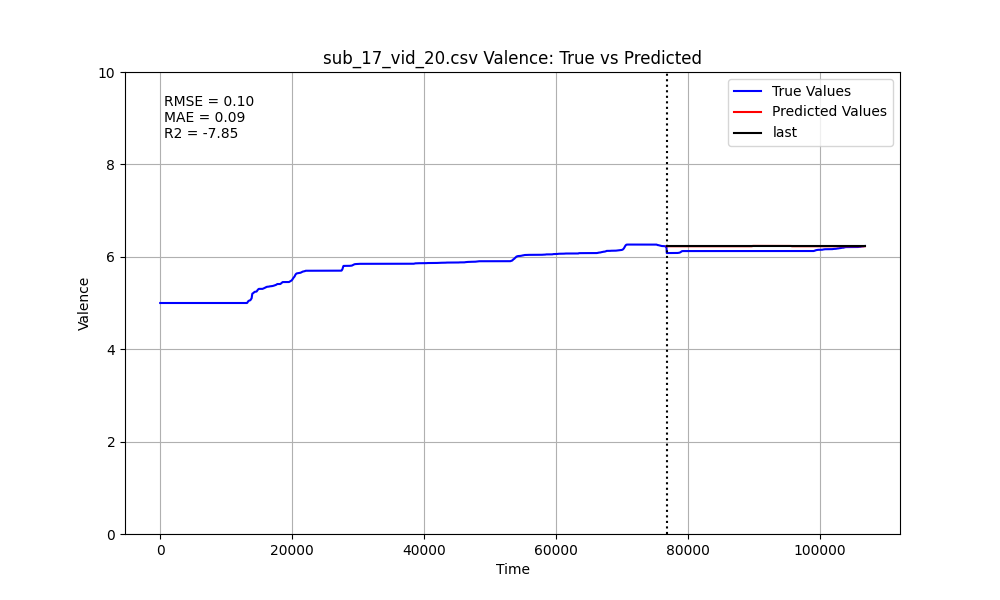 sub_17_vid_20.csv Valence: True vs Predicted
RMSE = 0.10
MAE = 0.09
R2 = -7.85
True Values
Predicted Values
last
10
8
6
4
2
0
Valence
0
20000
40000
60000
80000
100000
Time